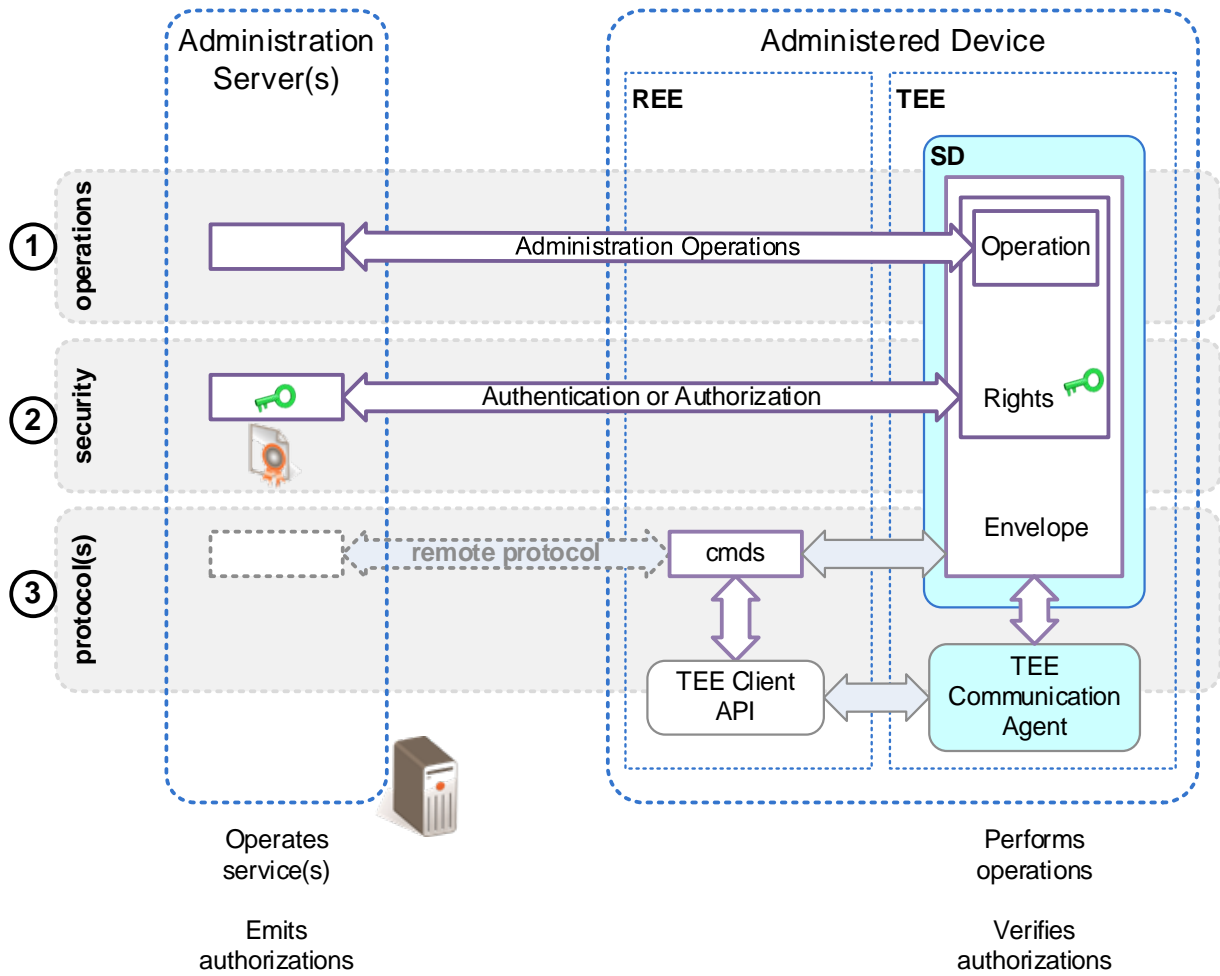 Administration
Server(s)
Administered Device
REE
TEE
SD
1
operations
Administration Operations
Operation
2
security
Authentication or Authorization
Rights
Envelope
3
protocol(s)
remote protocol
cmds
TEE Client
API
TEE
Communication
Agent
Operates
service(s)
Performs
operations
Emits
authorizations
Verifies
authorizations